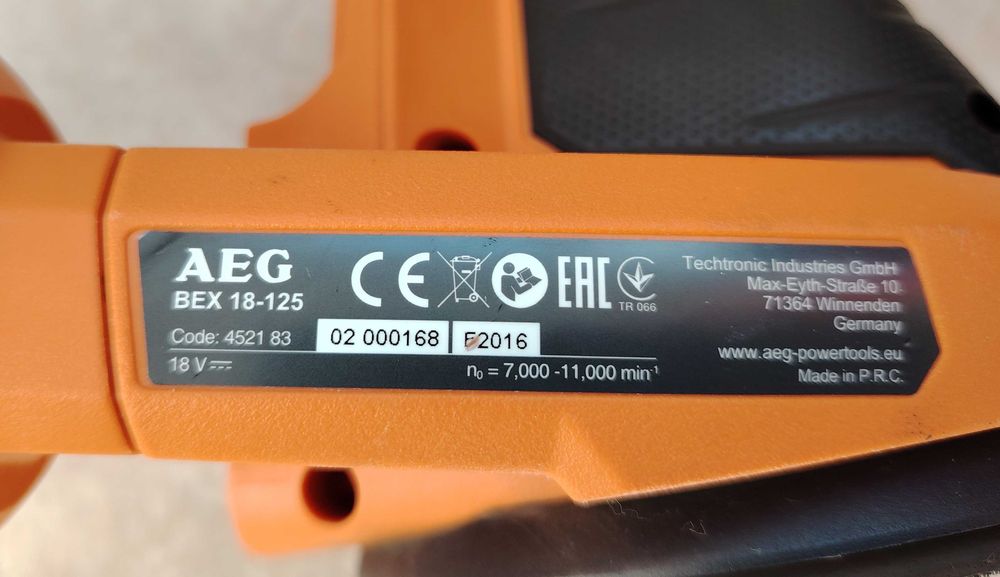 AEG
BEX 18-125
Code: 4521 83
02 000168
E2016
18 V
n₀ = 7,000 -11,000 min⁻¹
CE
EAC
TR 066
Techtronic Industries GmbH
Max-Eyth-Straße 10
71364 Winnenden
Germany
www.aeg-powertools.eu
Made in P.R.C.